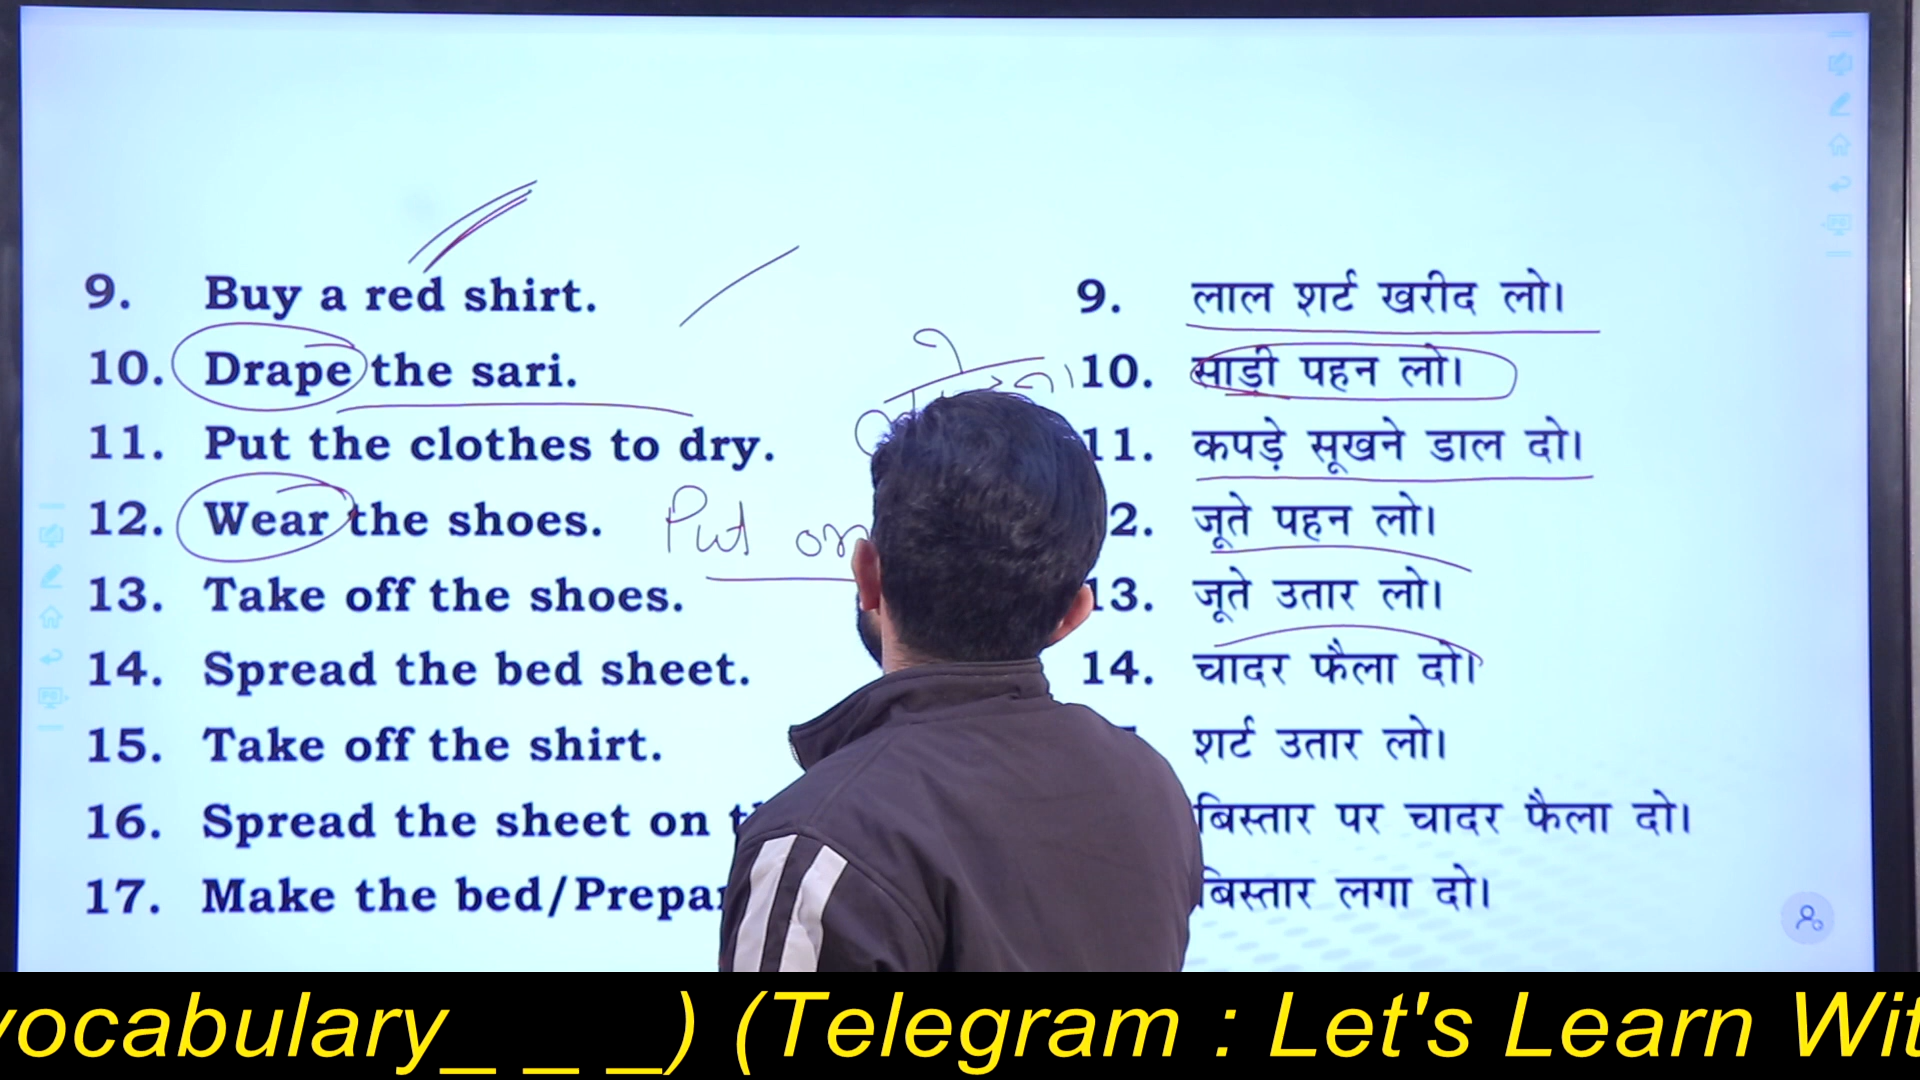 9. Buy a red shirt.
10. Drape the sari.
11. Put the clothes to dry.
12. Wear the shoes.
Put on
13. Take off the shoes.
14. Spread the bed sheet.
15. Take off the shirt.
16. Spread the sheet on
17. Make the bed/Prepar
9. लाल शर्ट खरीद लो।
10. साड़ी पहन लो।
11. कपड़े सूखने डाल दो।
2. जूते पहन लो।
13. जूते उतार लो।
14. चादर फैला दो।
शर्ट उतार लो।
बिस्तार पर चादर फैला दो।
बिस्तार लगा दो।
vocabulary_ _ _) (Telegram : Let's Learn Wit